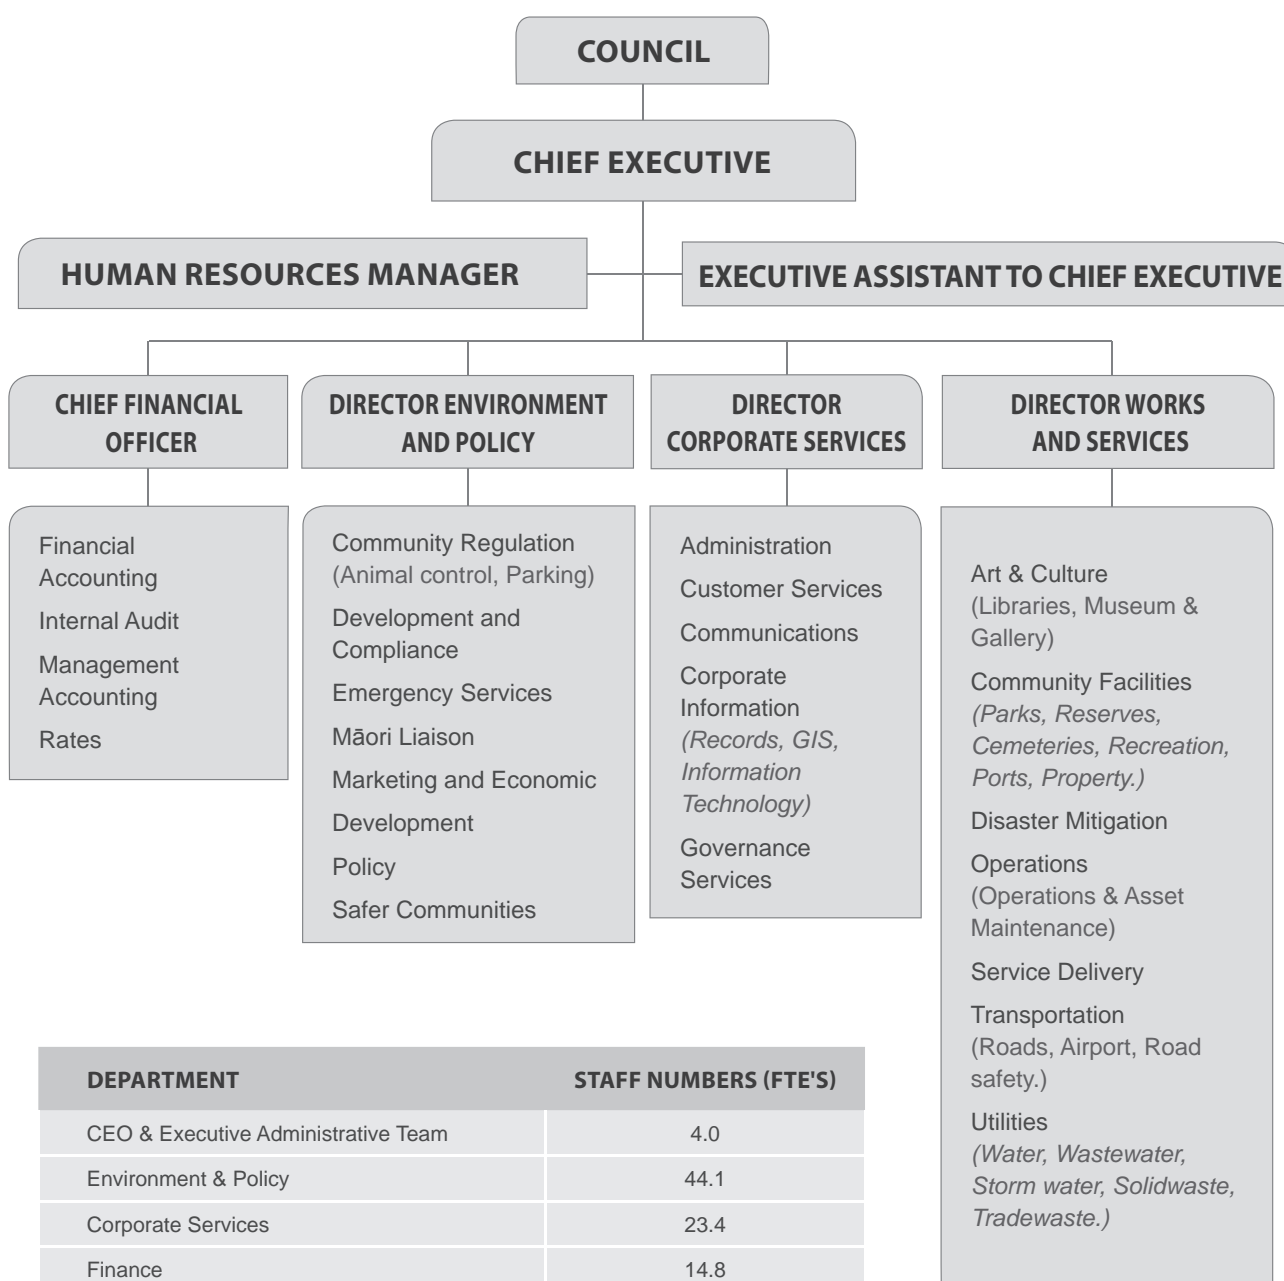 COUNCIL
CHIEF EXECUTIVE
HUMAN RESOURCES MANAGER
EXECUTIVE ASSISTANT TO CHIEF EXECUTIVE
CHIEF FINANCIAL
OFFICER
DIRECTOR ENVIRONMENT
AND POLICY
DIRECTOR
CORPORATE SERVICES
DIRECTOR WORKS
AND SERVICES
Financial
Accounting
Internal Audit
Management
Accounting
Rates
Community Regulation
(Animal control, Parking)
Development and
Compliance
Emergency Services
Māori Liaison
Marketing and Economic
Development
Policy
Safer Communities
Administration
Customer Services
Communications
Corporate
Information
(Records, GIS,
Information
Technology)
Governance
Services
Art & Culture
(Libraries, Museum &
Gallery)
Community Facilities
(Parks, Reserves,
Cemeteries, Recreation,
Ports, Property.)
Disaster Mitigation
Operations
(Operations & Asset
Maintenance)
Service Delivery
Transportation
(Roads, Airport, Road
safety.)
Utilities
(Water, Wastewater,
Storm water, Solidwaste,
Tradewaste.)
DEPARTMENT STAFF NUMBERS (FTE'S)
CEO & Executive Administrative Team 4.0
Environment & Policy 44.1
Corporate Services 23.4
Finance 14.8